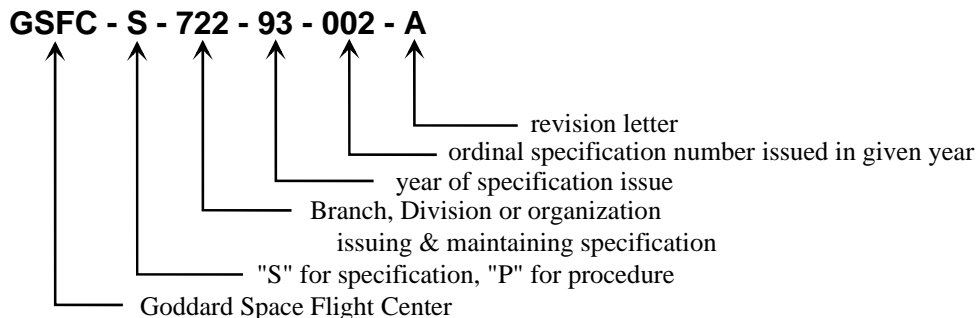 GSFC - S - 722 - 93 - 002 - A
revision letter
ordinal specification number issued in given year
year of specification issue
Branch, Division or organization
issuing & maintaining specification
"S" for specification, "P" for procedure
Goddard Space Flight Center